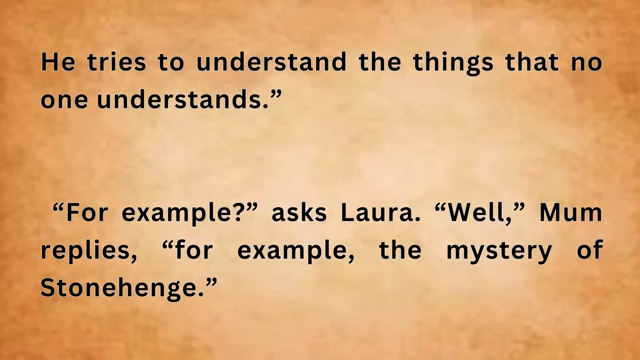 He tries to understand the things that no
one understands.”
“For example?” asks Laura. “Well,” Mum
replies, “for example, the mystery of
Stonehenge.”